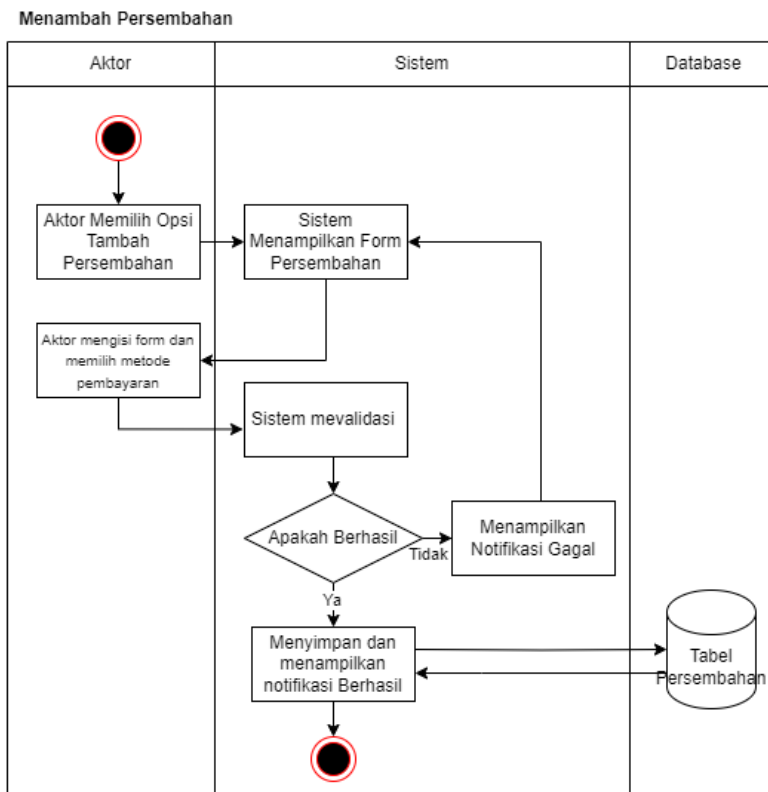 Menambah Persembahan
Aktor
Sistem
Database
Aktor Memilih Opsi
Tambah
Persembahan
Sistem
Menampilkan Form
Persembahan
Aktor mengisi form dan
memilih metode
pembayaran
Sistem mevalidasi
Apakah Berhasil
Tidak
Menampilkan
Notifikasi Gagal
Ya
Menyimpan dan
menampilkan
notifikasi Berhasil
Tabel
Persembahan